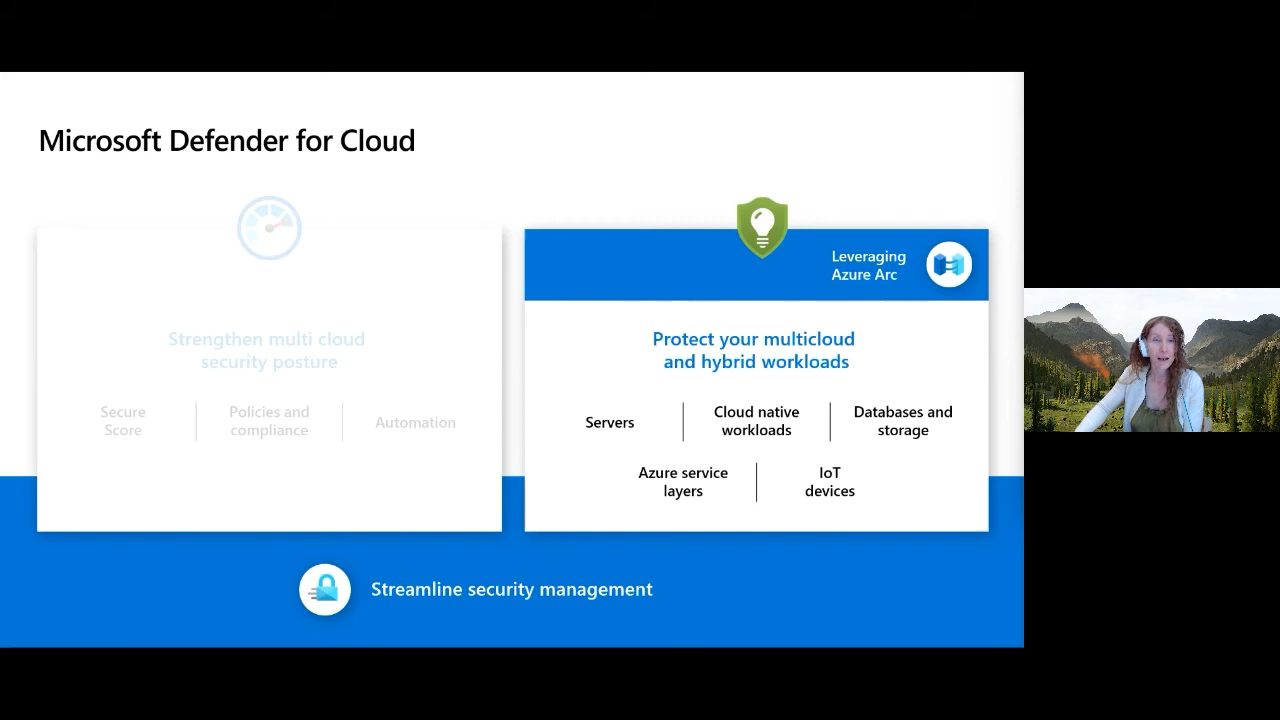 Microsoft Defender for Cloud
Strengthen multi cloud
security posture
Secure
Score
Policies and
compliance
Automation
Leveraging
Azure Arc
Protect your multicloud
and hybrid workloads
Servers
Cloud native
workloads
Databases and
storage
Azure service
layers
IoT
devices
Streamline security management